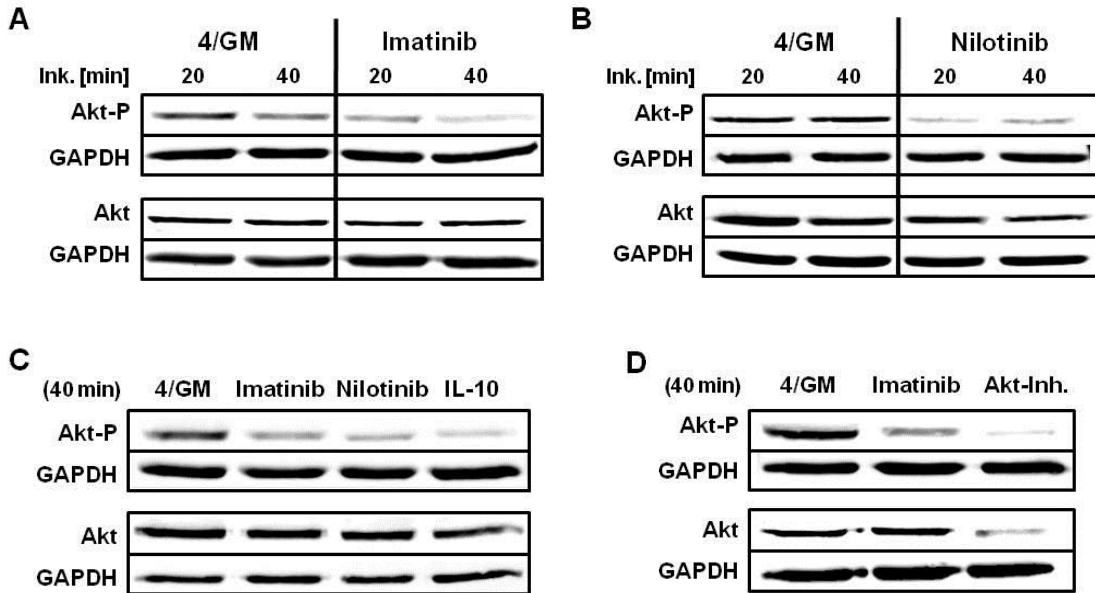 A
4/GM Imatinib
Ink. [min] 20 40 20 40
Akt-P
GAPDH
Akt
GAPDH
B
4/GM Nilotinib
Ink. [min] 20 40 20 40
Akt-P
GAPDH
Akt
GAPDH
C
(40 min) 4/GM Imatinib Nilotinib IL-10
Akt-P
GAPDH
Akt
GAPDH
D
(40 min) 4/GM Imatinib Akt-Inh.
Akt-P
GAPDH
Akt
GAPDH